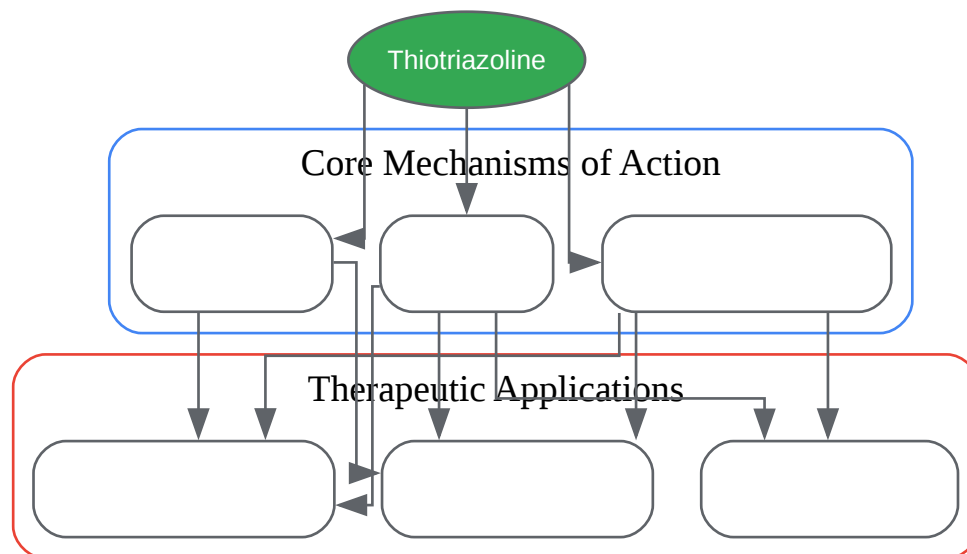 Thiotriazoline
Core Mechanisms of Action
Therapeutic Applications